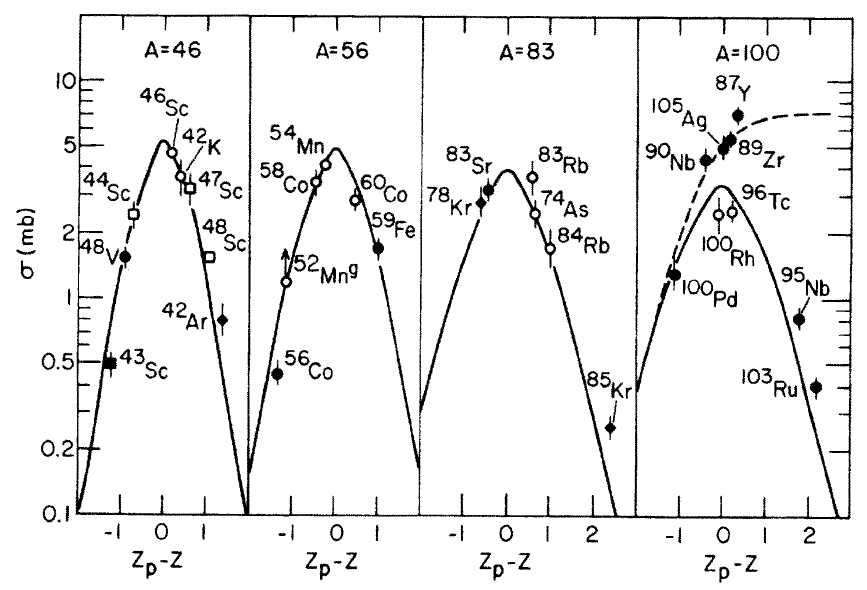 A=46
A=56
A=83
A=100
10
5
2
1
0.5
0.2
0.1
σ (mb)
46Sc
42K
44Sc
47Sc
48V
48Sc
42Ar
43Sc
54Mn
58Co
60Co
59Fe
52Mng
56Co
83Sr
83Rb
78Kr
74As
84Rb
85Kr
87Y
105Ag
90Nb
89Zr
96Tc
100Rh
100Pd
95Nb
103Ru
-1 0 1
-1 0 1
-1 0 1 2
-1 0 1 2
Zp-Z
Zp-Z
Zp-Z
Zp-Z